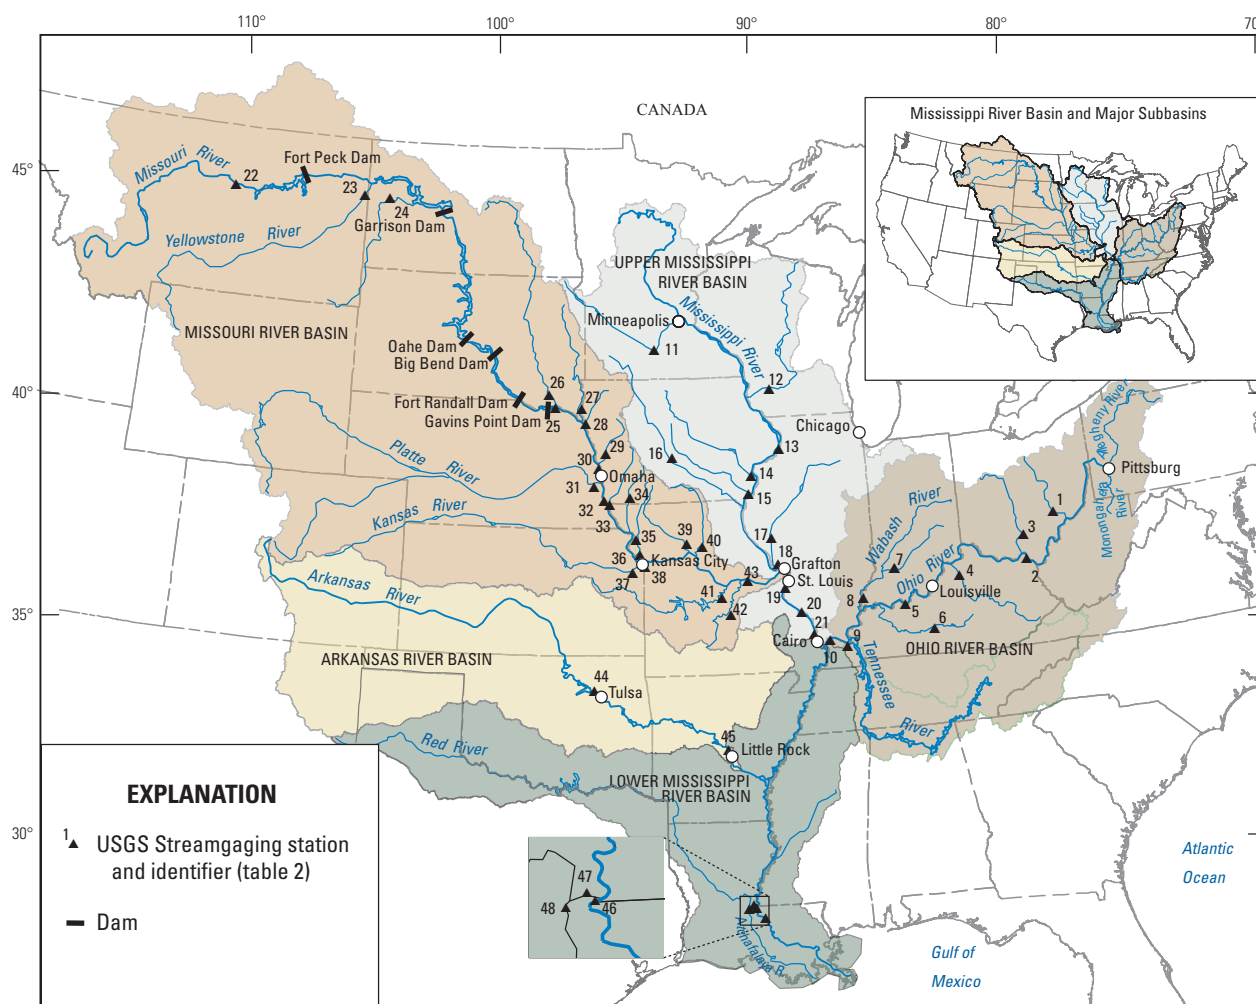 110°
100°
90°
80°
70°
CANADA
Mississippi River Basin and Major Subbasins
45°
40°
35°
30°
Missouri River
22
Fort Peck Dam
23
24
Garrison Dam
Yellowstone River
UPPER MISSISSIPPI
RIVER BASIN
Minneapolis
Mississippi River
11
12
MISSOURI RIVER BASIN
Oahe Dam
Big Bend Dam
26
27
Fort Randall Dam
Gavins Point Dam
25
28
Chicago
Allegheny River
Pittsburg
Monongahela
River
13
16
14
15
29
30
Omaha
31
34
32
33
Platte River
Kansas River
35
39
40
36
Kansas City
37
38
17
18
Grafton
43
St. Louis
19
41
42
20
21
Cairo
10
9
Wabash River
7
Ohio River
4
Louisville
8
5
6
1
3
2
OHIO RIVER BASIN
Tennessee
River
Arkansas River
ARKANSAS RIVER BASIN
44
Tulsa
45
Little Rock
Red River
LOWER MISSISSIPPI
RIVER BASIN
47
48
46
Atchafalaya R.
Atlantic
Ocean
Gulf of
Mexico
EXPLANATION
1
USGS Streamgaging station
and identifier (table 2)
Dam